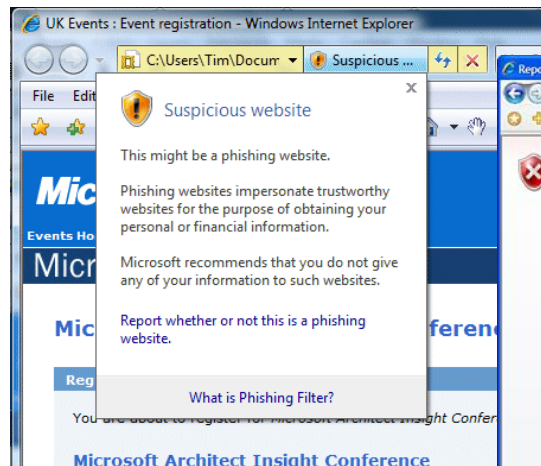 UK Events : Event registration - Windows Internet Explorer
C:\Users\Tim\Docum
Suspicious ...
Repo
File Edit
Suspicious website
This might be a phishing website.
Phishing websites impersonate trustworthy
websites for the purpose of obtaining your
personal or financial information.
Microsoft recommends that you do not give
any of your information to such websites.
Report whether or not this is a phishing
website.
What is Phishing Filter?
Mic
Events Ho
Micr
Mic feren
Reg
You are about to register for Microsoft Architect Insight Confer
Microsoft Architect Insight Conference